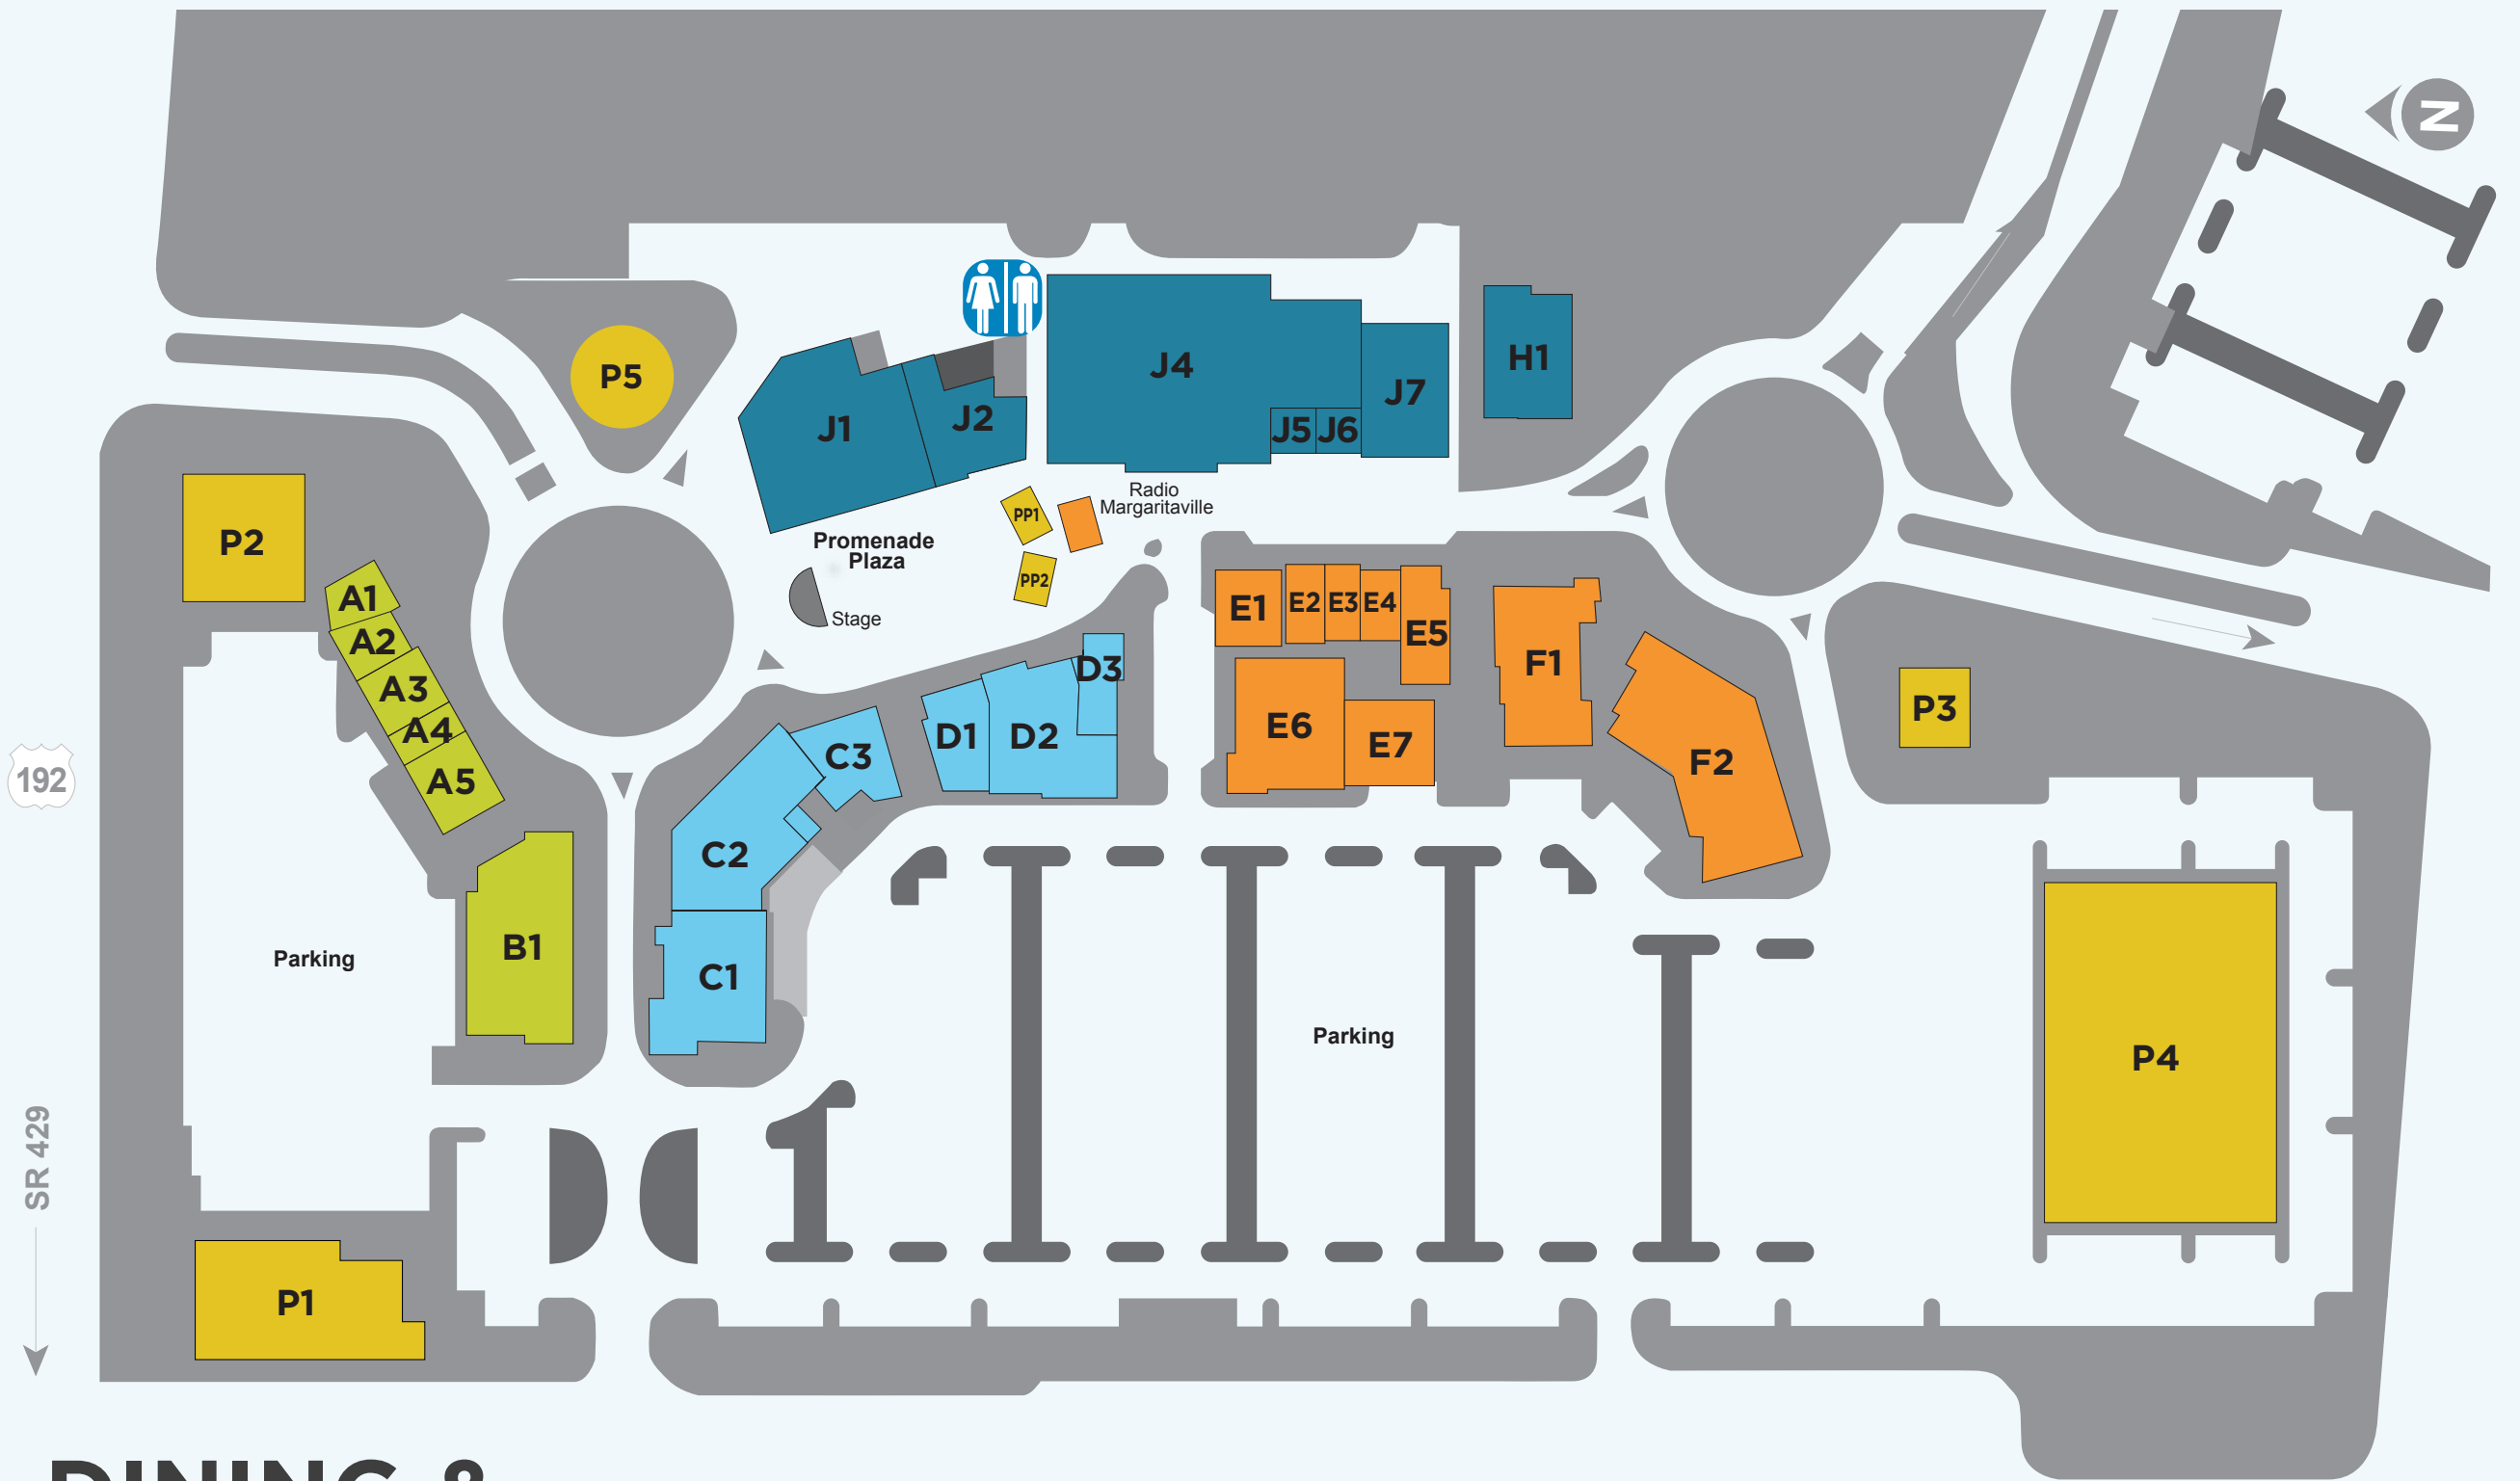 N
P5
J1
J2
J4
J5
J6
J7
H1
Radio
Margaritaville
PP1
PP2
Promenade
Plaza
Stage
P2
A1
A2
A3
A4
A5
B1
192
SR 429
Parking
P1
C1
C2
C3
D1
D2
D3
E1
E2
E3
E4
E5
E6
E7
F1
F2
P3
Parking
P4
DINING &